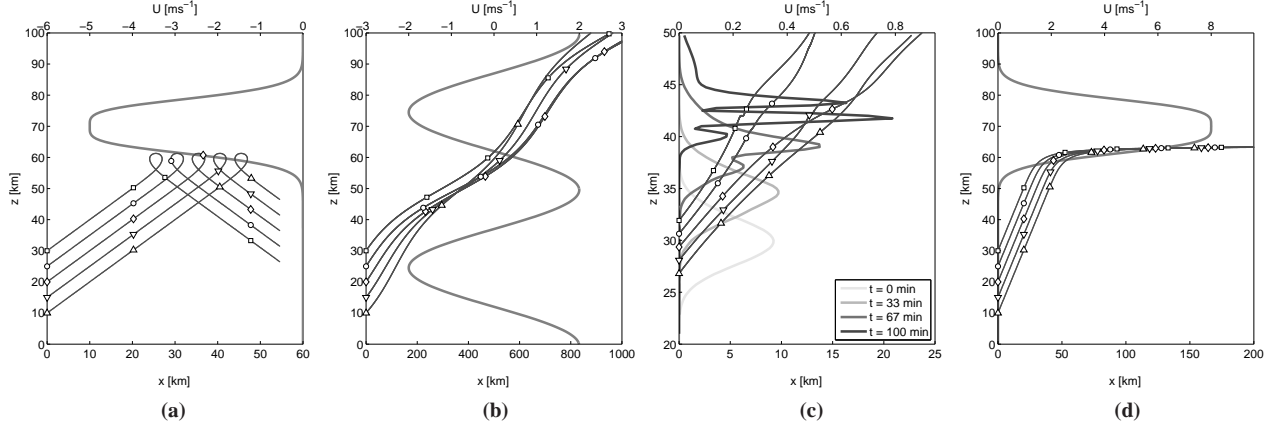 U [ms⁻¹]
−6 −5 −4 −3 −2 −1 0
100
90
80
70
60
50
40
30
20
10
0
z [km]
0 10 20 30 40 50 60
x [km]
(a)
U [ms⁻¹]
−3 −2 −1 0 1 2 3
100
90
80
70
60
50
40
30
20
10
0
z [km]
0 200 400 600 800 1000
x [km]
(b)
U [ms⁻¹]
0 0.2 0.4 0.6 0.8
50
45
40
35
30
25
20
z [km]
t = 0 min
t = 33 min
t = 67 min
t = 100 min
0 5 10 15 20 25
x [km]
(c)
U [ms⁻¹]
0 2 4 6 8
100
90
80
70
60
50
40
30
20
10
0
z [km]
0 50 100 150 200
x [km]
(d)